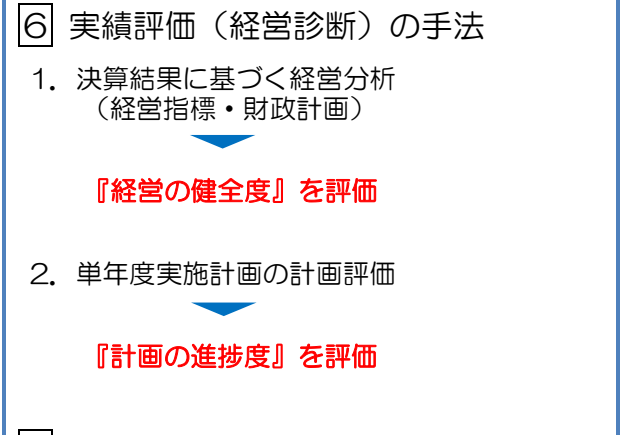 6 実績評価（経営診断）の手法
1．決算結果に基づく経営分析
（経営指標・財政計画）
『経営の健全度』を評価
2．単年度実施計画の計画評価
『計画の進捗度』を評価